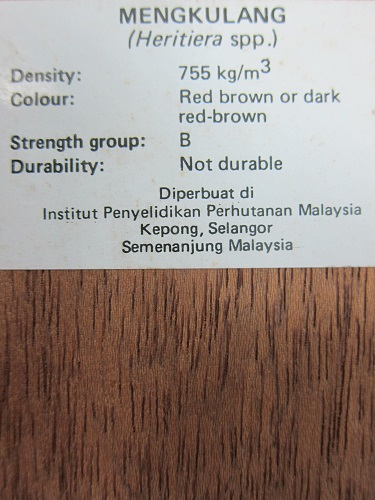 MENGKULANG
(Heritiera spp.)
Density: 755 kg/m³
Colour: Red brown or dark
red-brown
Strength group: B
Durability: Not durable
Diperbuat di
Institut Penyelidikan Perhutanan Malaysia
Kepong, Selangor
Semenanjung Malaysia